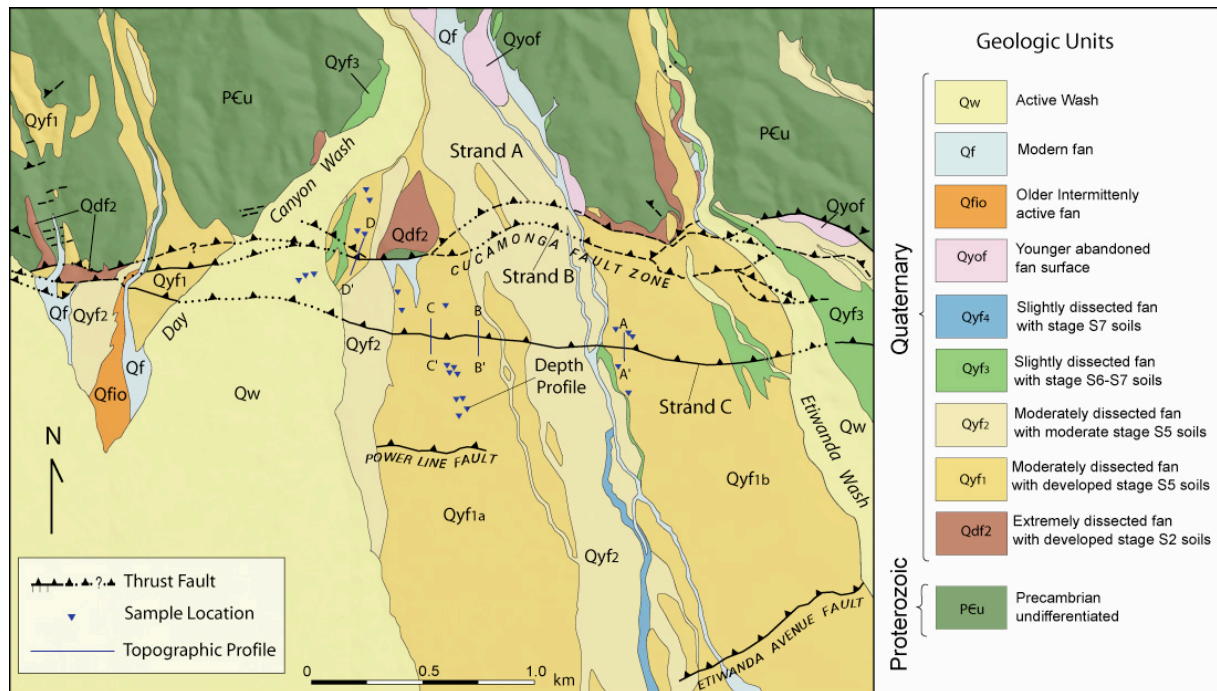 Qf
Qyof
Qyf3
PЄu
Qyf1
PЄu
Strand A
Canyon Wash
Qdf2
Qyof
D
Qdf2
CUCAMONGA FAULT ZONE
?
Strand B
Qyf1
D'
Qf
Qyf2
Day
C
B
A
Qyf3
Qyf2
C'
B'
A'
Qf
Depth
Profile
Strand C
Qfio
Qw
Etiwanda Wash
Qw
N
POWER LINE FAULT
Qyf1b
Qyf1a
Qyf2
ETIWANDA AVENUE FAULT
?
Thrust Fault
Sample Location
Topographic Profile
0
0.5
1.0
km
Geologic Units
Quaternary
Qw
Active Wash
Qf
Modern fan
Qfio
Older Intermittenly
active fan
Qyof
Younger abandoned
fan surface
Qyf4
Slightly dissected fan
with stage S7 soils
Qyf3
Slightly dissected fan
with stage S6-S7 soils
Qyf2
Moderately dissected fan
with moderate stage S5 soils
Qyf1
Moderately dissected fan
with developed stage S5 soils
Qdf2
Extremely dissected fan
with developed stage S2 soils
Proterozoic
PЄu
Precambrian
undifferentiated